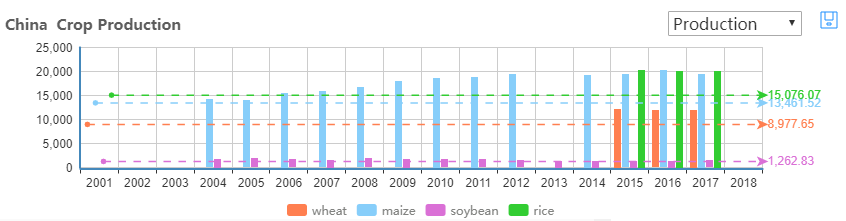 China Crop Production
Production
25,000
20,000
15,000
10,000
5,000
0
15,076.07
13,461.52
8,977.65
1,262.83
2001 2002 2003 2004 2005 2006 2007 2008 2009 2010 2011 2012 2013 2014 2015 2016 2017 2018
wheat maize soybean rice